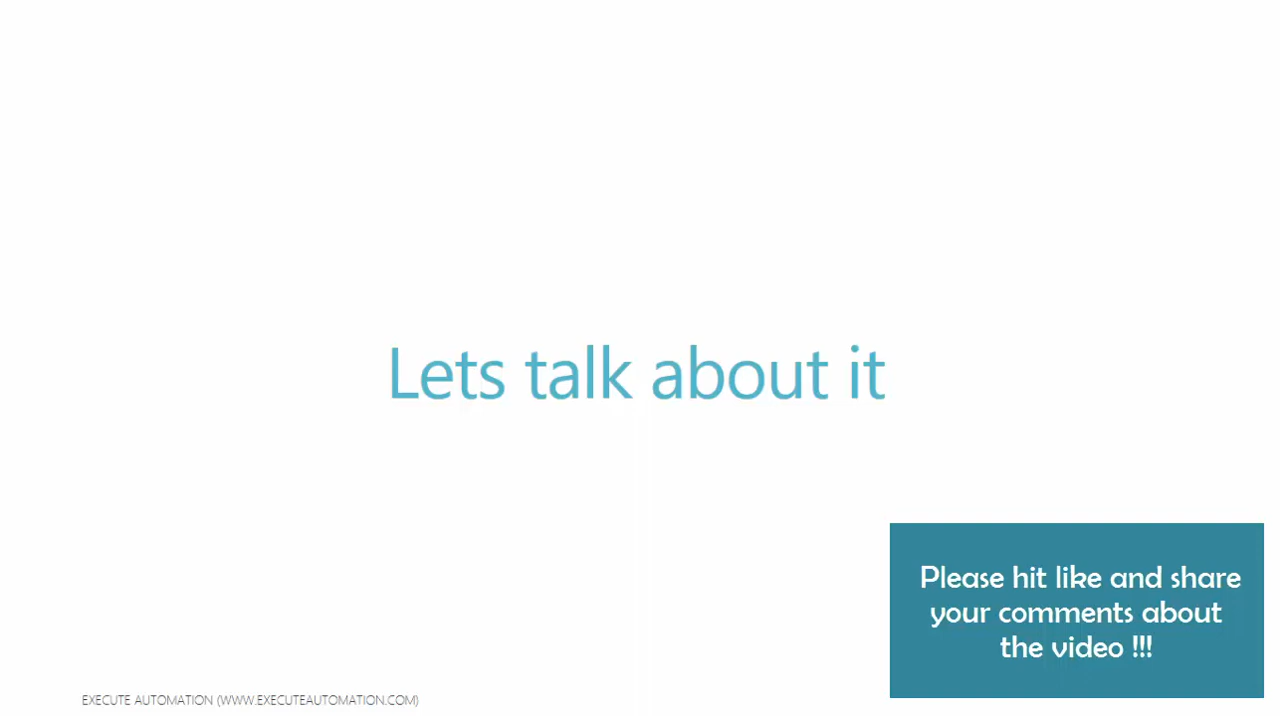 Lets talk about it
Please hit like and share
your comments about
the video !!!
EXECUTE AUTOMATION (WWW.EXECUTEAUTOMATION.COM)